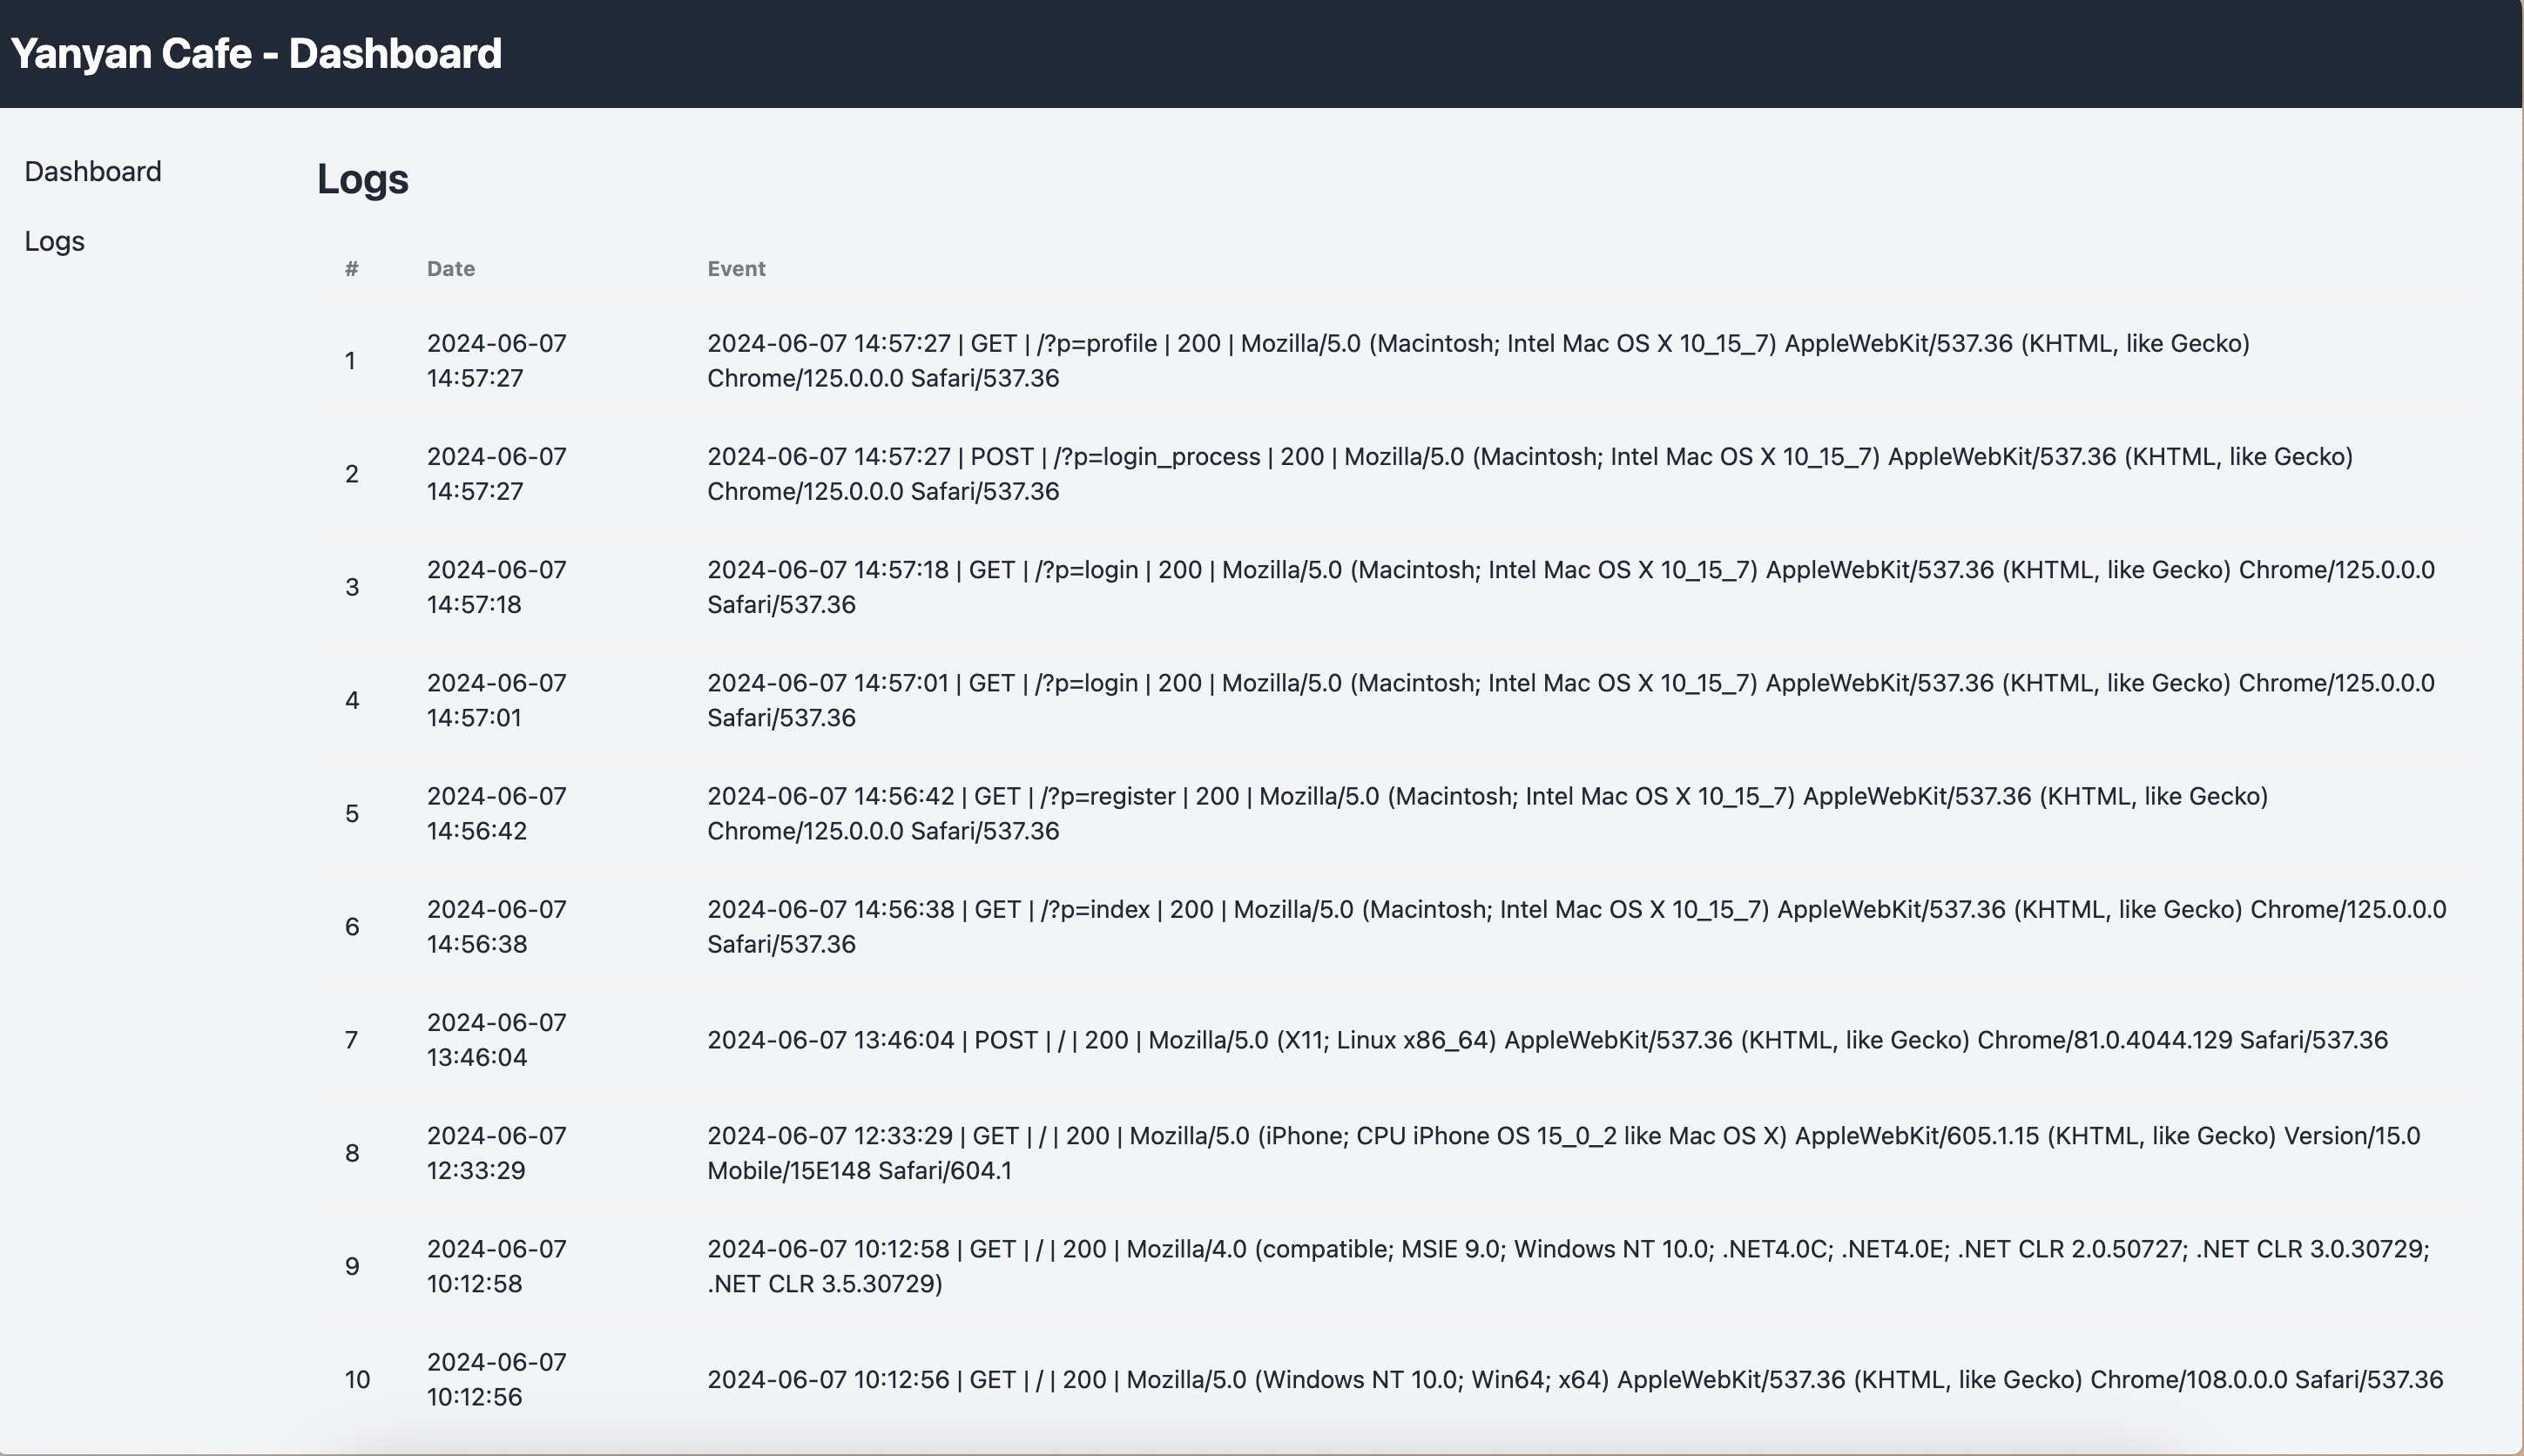 Yanyan Cafe - Dashboard
Dashboard
Logs
Logs
# Date Event
1 2024-06-07 14:57:27 2024-06-07 14:57:27 | GET | /?p=profile | 200 | Mozilla/5.0 (Macintosh; Intel Mac OS X 10_15_7) AppleWebKit/537.36 (KHTML, like Gecko)
Chrome/125.0.0.0 Safari/537.36
2 2024-06-07 14:57:27 2024-06-07 14:57:27 | POST | /?p=login_process | 200 | Mozilla/5.0 (Macintosh; Intel Mac OS X 10_15_7) AppleWebKit/537.36 (KHTML, like Gecko)
Chrome/125.0.0.0 Safari/537.36
3 2024-06-07 14:57:18 2024-06-07 14:57:18 | GET | /?p=login | 200 | Mozilla/5.0 (Macintosh; Intel Mac OS X 10_15_7) AppleWebKit/537.36 (KHTML, like Gecko) Chrome/125.0.0.0
Safari/537.36
4 2024-06-07 14:57:01 2024-06-07 14:57:01 | GET | /?p=login | 200 | Mozilla/5.0 (Macintosh; Intel Mac OS X 10_15_7) AppleWebKit/537.36 (KHTML, like Gecko) Chrome/125.0.0.0
Safari/537.36
5 2024-06-07 14:56:42 2024-06-07 14:56:42 | GET | /?p=register | 200 | Mozilla/5.0 (Macintosh; Intel Mac OS X 10_15_7) AppleWebKit/537.36 (KHTML, like Gecko)
Chrome/125.0.0.0 Safari/537.36
6 2024-06-07 14:56:38 2024-06-07 14:56:38 | GET | /?p=index | 200 | Mozilla/5.0 (Macintosh; Intel Mac OS X 10_15_7) AppleWebKit/537.36 (KHTML, like Gecko) Chrome/125.0.0.0
Safari/537.36
7 2024-06-07 13:46:04 2024-06-07 13:46:04 | POST | / | 200 | Mozilla/5.0 (X11; Linux x86_64) AppleWebKit/537.36 (KHTML, like Gecko) Chrome/81.0.4044.129 Safari/537.36
8 2024-06-07 12:33:29 2024-06-07 12:33:29 | GET | / | 200 | Mozilla/5.0 (iPhone; CPU iPhone OS 15_0_2 like Mac OS X) AppleWebKit/605.1.15 (KHTML, like Gecko) Version/15.0
Mobile/15E148 Safari/604.1
9 2024-06-07 10:12:58 2024-06-07 10:12:58 | GET | / | 200 | Mozilla/4.0 (compatible; MSIE 9.0; Windows NT 10.0; .NET4.0C; .NET4.0E; .NET CLR 2.0.50727; .NET CLR 3.0.30729;
.NET CLR 3.5.30729)
10 2024-06-07 10:12:56 2024-06-07 10:12:56 | GET | / | 200 | Mozilla/5.0 (Windows NT 10.0; Win64; x64) AppleWebKit/537.36 (KHTML, like Gecko) Chrome/108.0.0.0 Safari/537.36